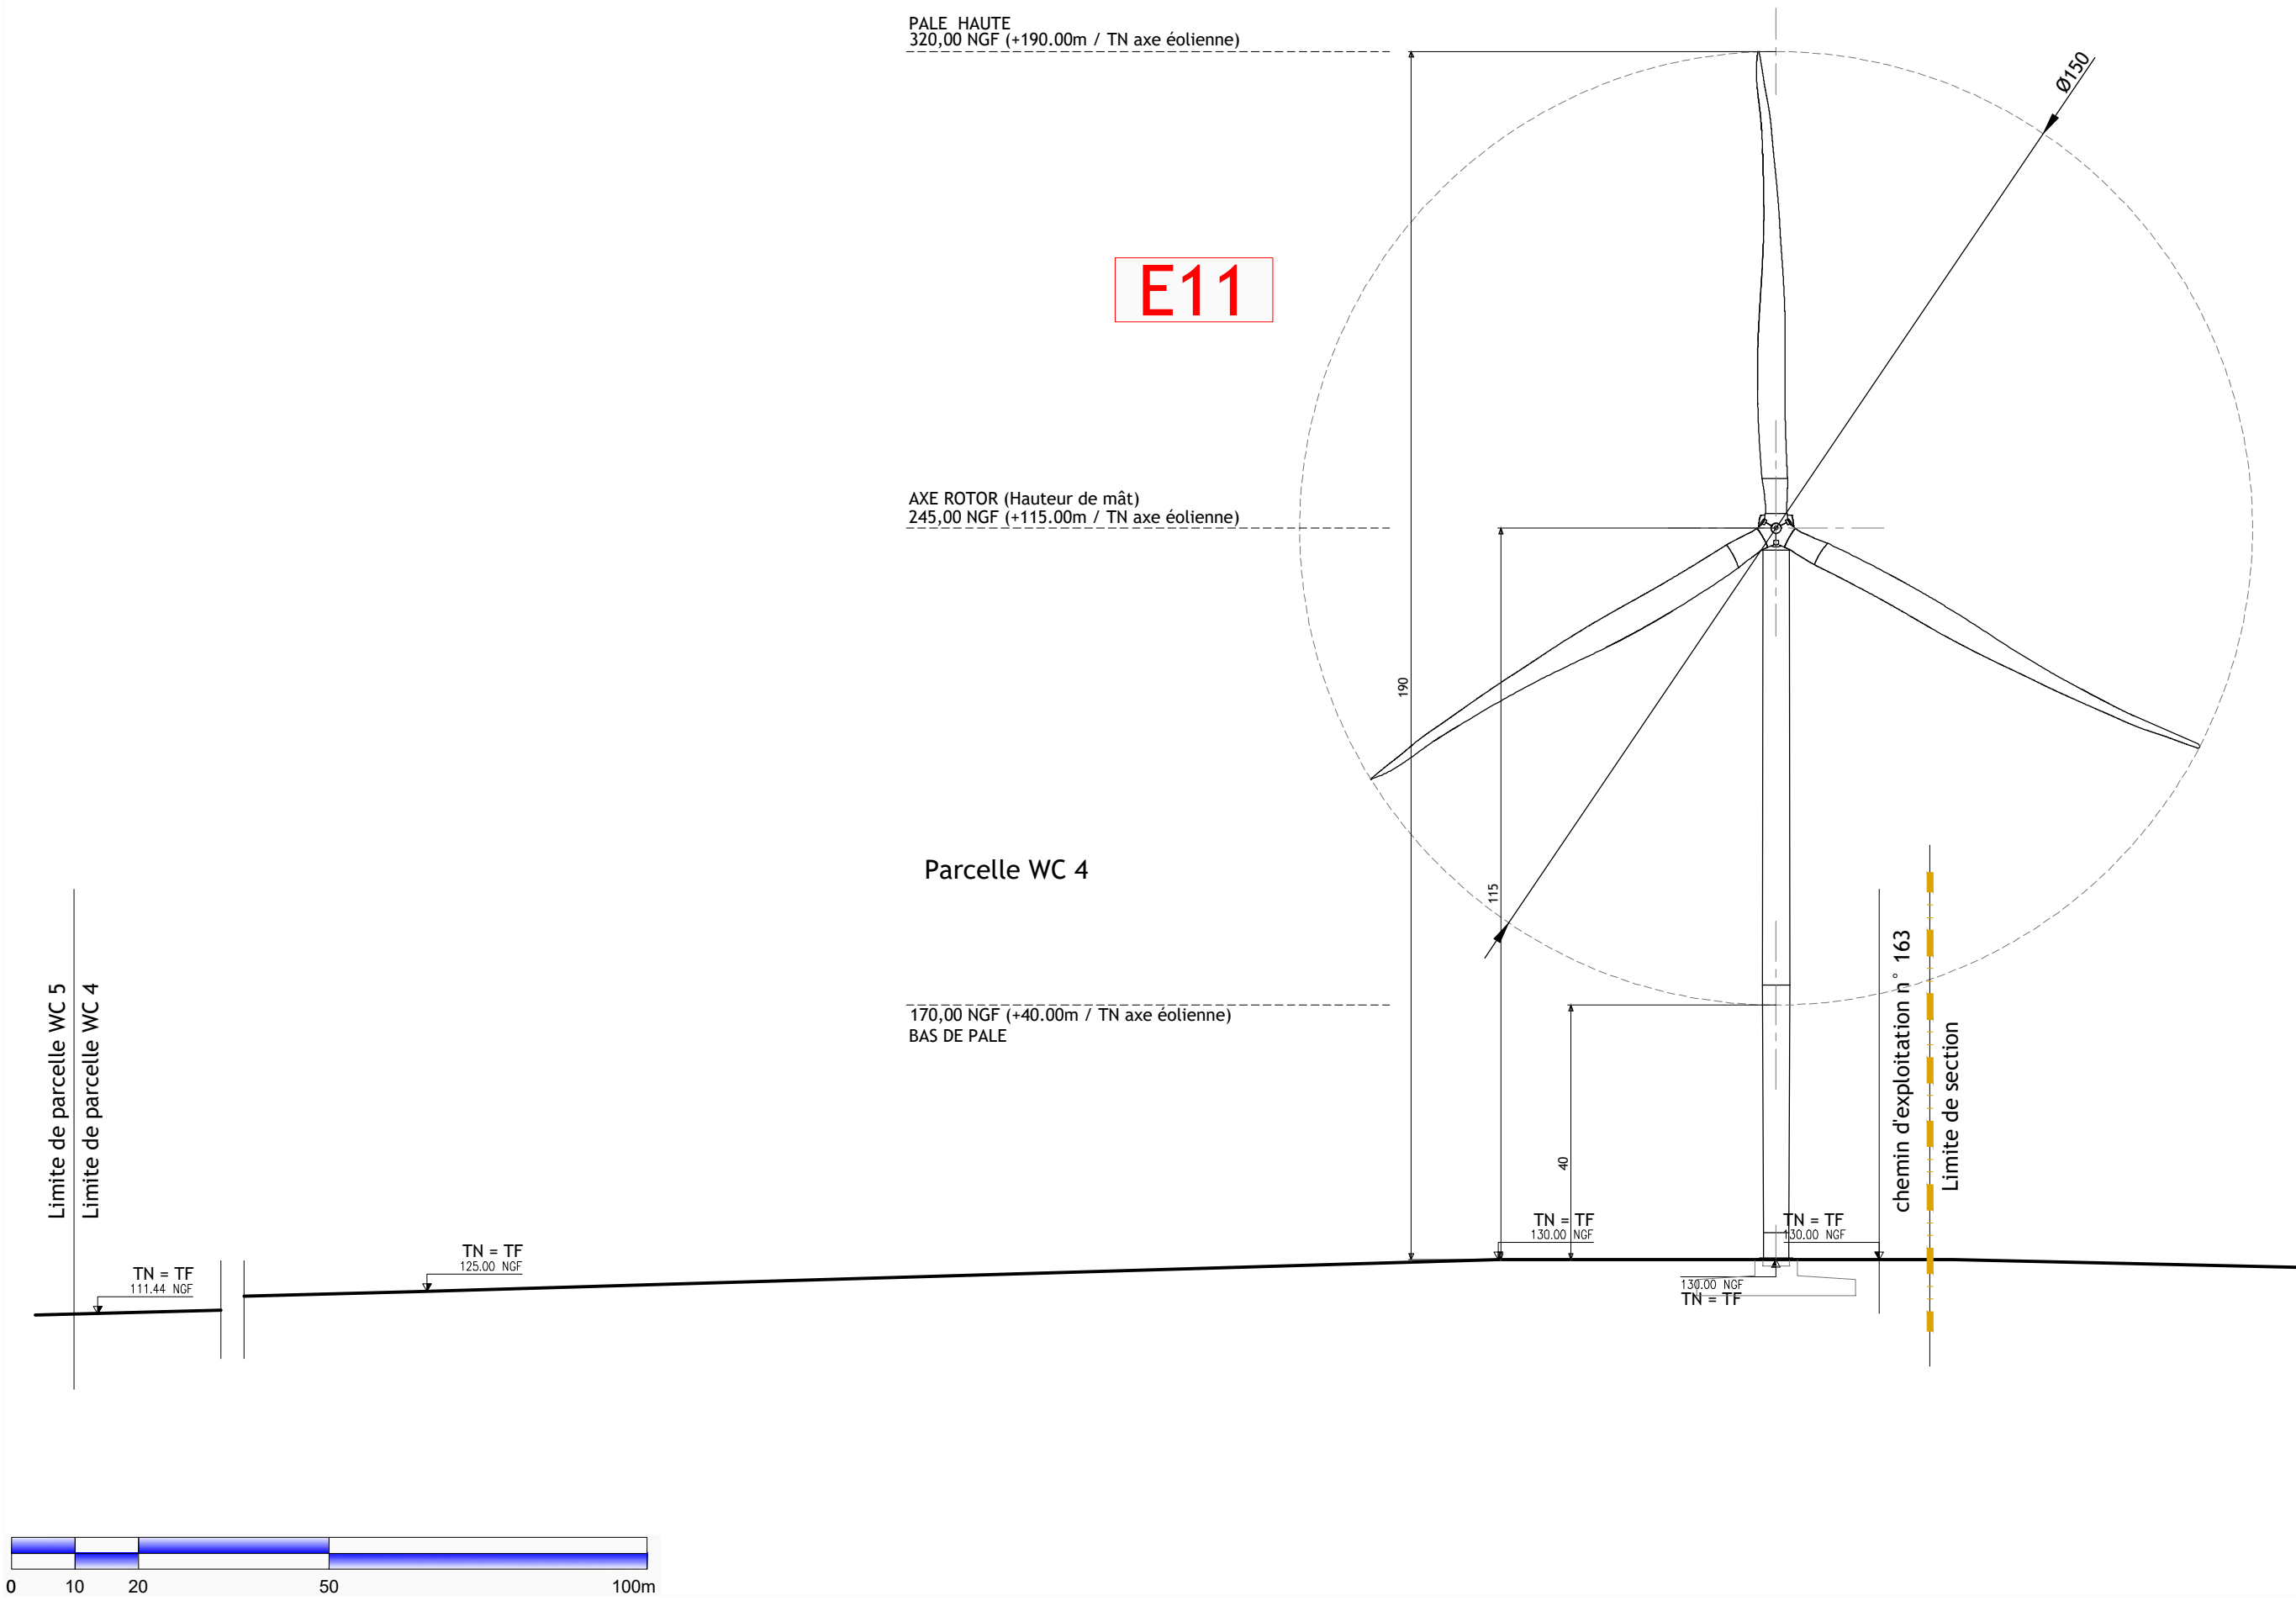 PALE HAUTE
320,00 NGF (+190.00m / TN axe éolienne)
Ø150
E11
AXE ROTOR (Hauteur de mât)
245,00 NGF (+115.00m / TN axe éolienne)
190
115
Parcelle WC 4
170,00 NGF (+40.00m / TN axe éolienne)
BAS DE PALE
40
Limite de parcelle WC 5
Limite de parcelle WC 4
chemin d'exploitation n° 163
Limite de section
TN = TF
111.44 NGF
TN = TF
125.00 NGF
TN = TF
130.00 NGF
TN = TF
130.00 NGF
130.00 NGF
TN = TF
0 10 20 50 100m